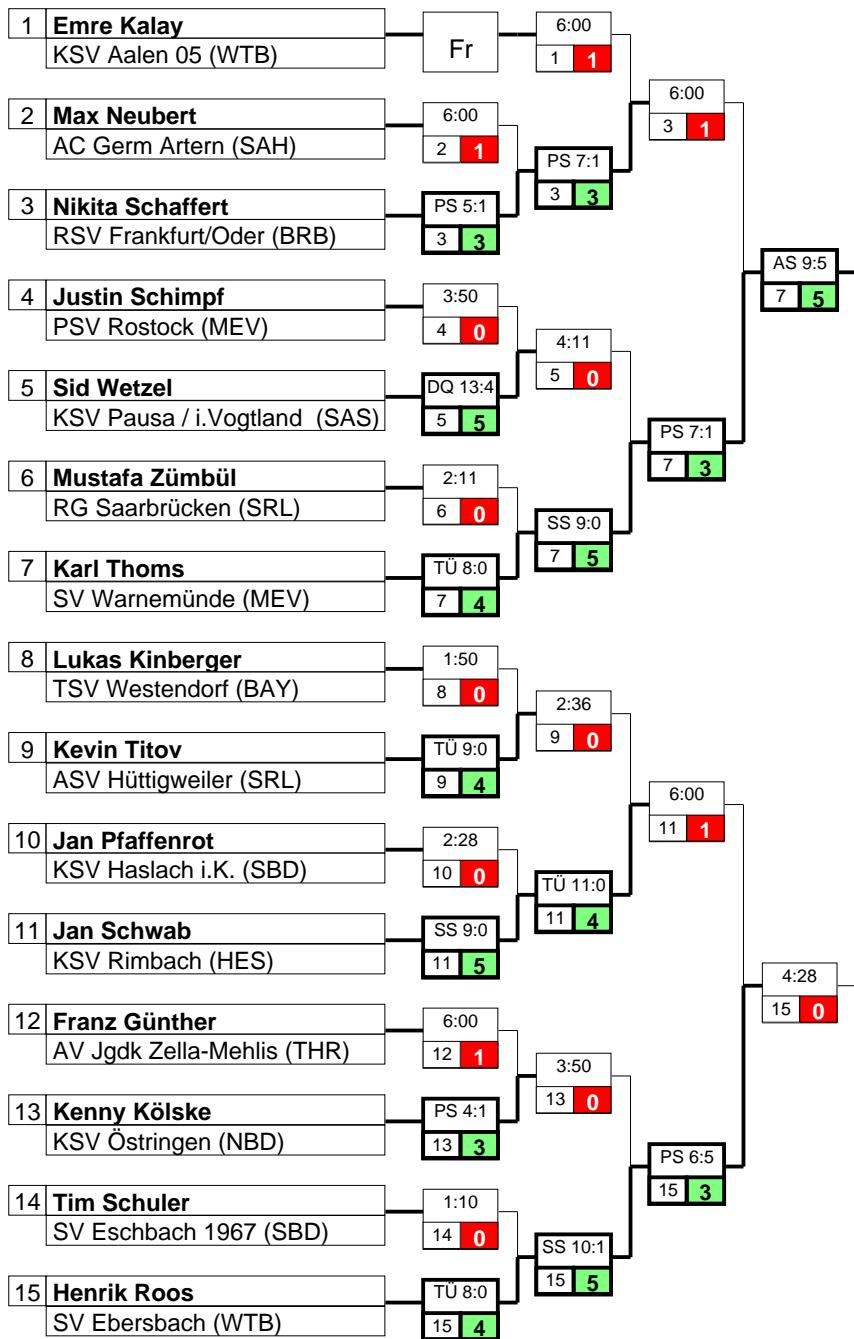 1 Emre Kalay
KSV Aalen 05 (WTB)
Fr
6:00
1 1
2 Max Neubert
AC Germ Artern (SAH)
6:00
2 1
PS 7:1
3 3
6:00
3 1
3 Nikita Schaffert
RSV Frankfurt/Oder (BRB)
PS 5:1
3 3
AS 9:5
7 5
4 Justin Schimpf
PSV Rostock (MEV)
3:50
4 0
4:11
5 0
5 Sid Wetzel
KSV Pausa / i.Vogtland (SAS)
DQ 13:4
5 5
PS 7:1
7 3
6 Mustafa Zümbül
RG Saarbrücken (SRL)
2:11
6 0
SS 9:0
7 5
7 Karl Thoms
SV Warnemünde (MEV)
TÜ 8:0
7 4
8 Lukas Kinberger
TSV Westendorf (BAY)
1:50
8 0
2:36
9 0
9 Kevin Titov
ASV Hüttigweiler (SRL)
TÜ 9:0
9 4
6:00
11 1
10 Jan Pfaffenrot
KSV Haslach i.K. (SBD)
2:28
10 0
TÜ 11:0
11 4
11 Jan Schwab
KSV Rimbach (HES)
SS 9:0
11 5
4:28
15 0
12 Franz Günther
AV Jgdk Zella-Mehlis (THR)
6:00
12 1
3:50
13 0
13 Kenny Kölske
KSV Östringen (NBD)
PS 4:1
13 3
PS 6:5
15 3
14 Tim Schuler
SV Eschbach 1967 (SBD)
1:10
14 0
SS 10:1
15 5
15 Henrik Roos
SV Ebersbach (WTB)
TÜ 8:0
15 4